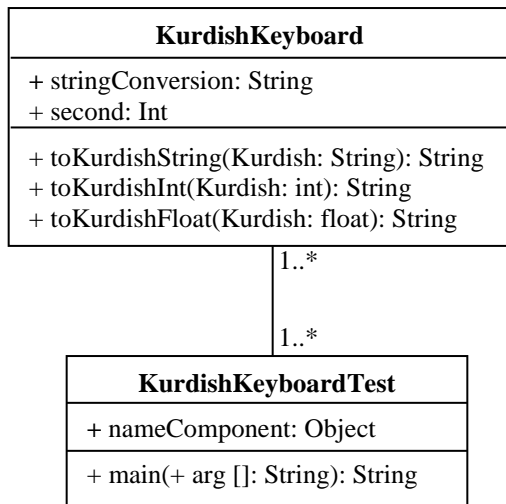 KurdishKeyboard
+ stringConversion: String
+ second: Int
+ toKurdishString(Kurdish: String): String
+ toKurdishInt(Kurdish: int): String
+ toKurdishFloat(Kurdish: float): String
1..*
1..*
KurdishKeyboardTest
+ nameComponent: Object
+ main(+ arg []: String): String